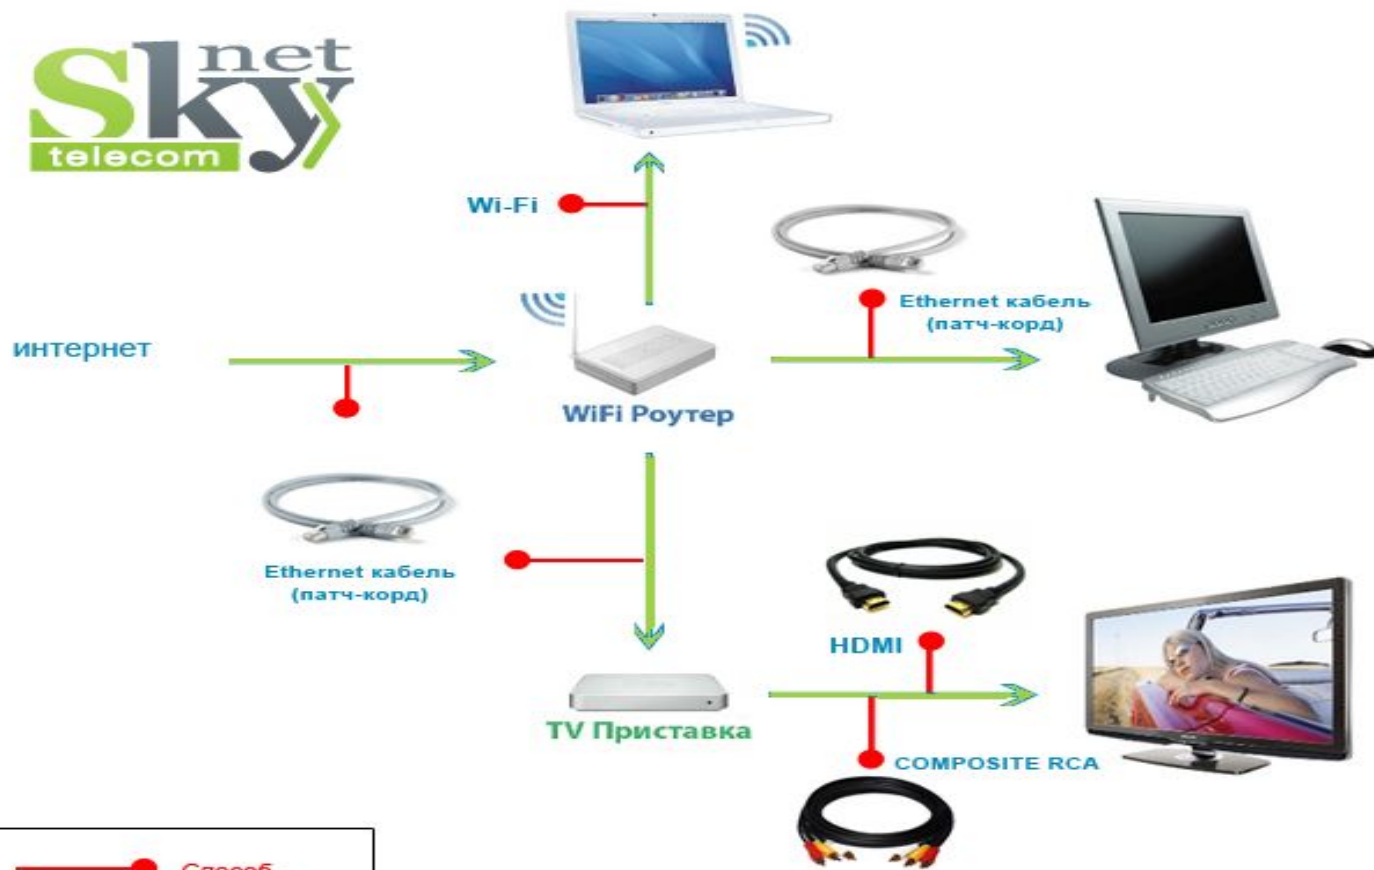 Sky net
telecom
Wi-Fi
Ethernet кабель
(патч-корд)
интернет
WiFi Роутер
Ethernet кабель
(патч-корд)
HDMI
TV Приставка
COMPOSITE RCA
Способ